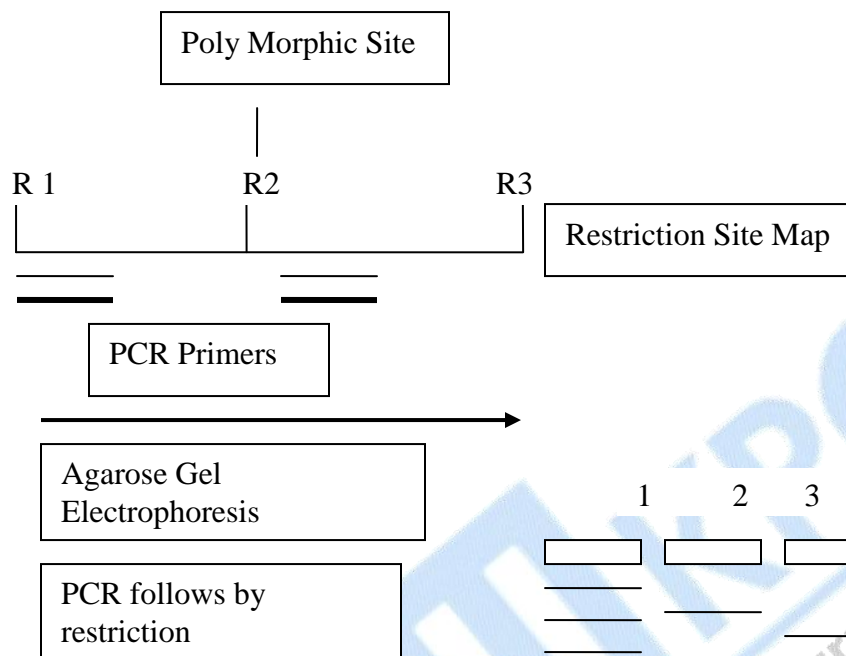 Poly Morphic Site
R 1 R2 R3
Restriction Site Map
PCR Primers
Agarose Gel
Electrophoresis
1 2 3
PCR follows by
restriction